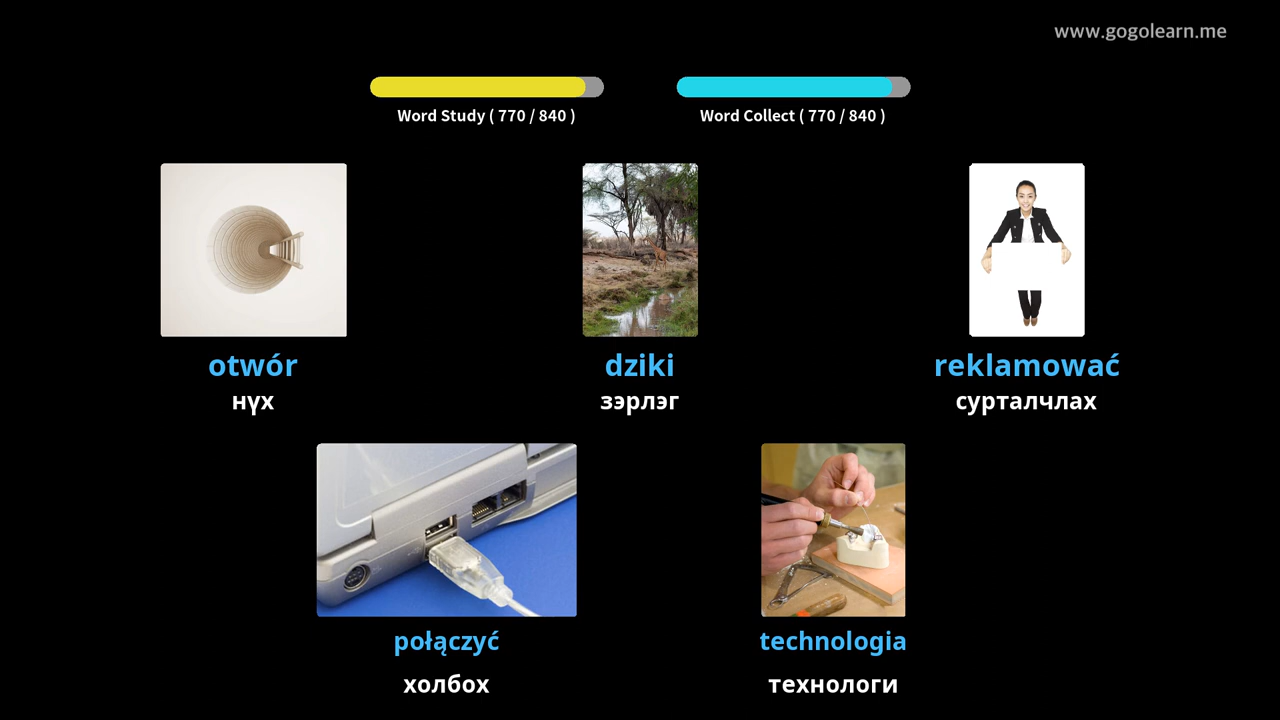 www.gogolearn.me
Word Study ( 770 / 840 )
Word Collect ( 770 / 840 )
otwór
нүх
dziki
зэрлэг
reklamować
сурталчлах
połączyć
холбох
technologia
технологи